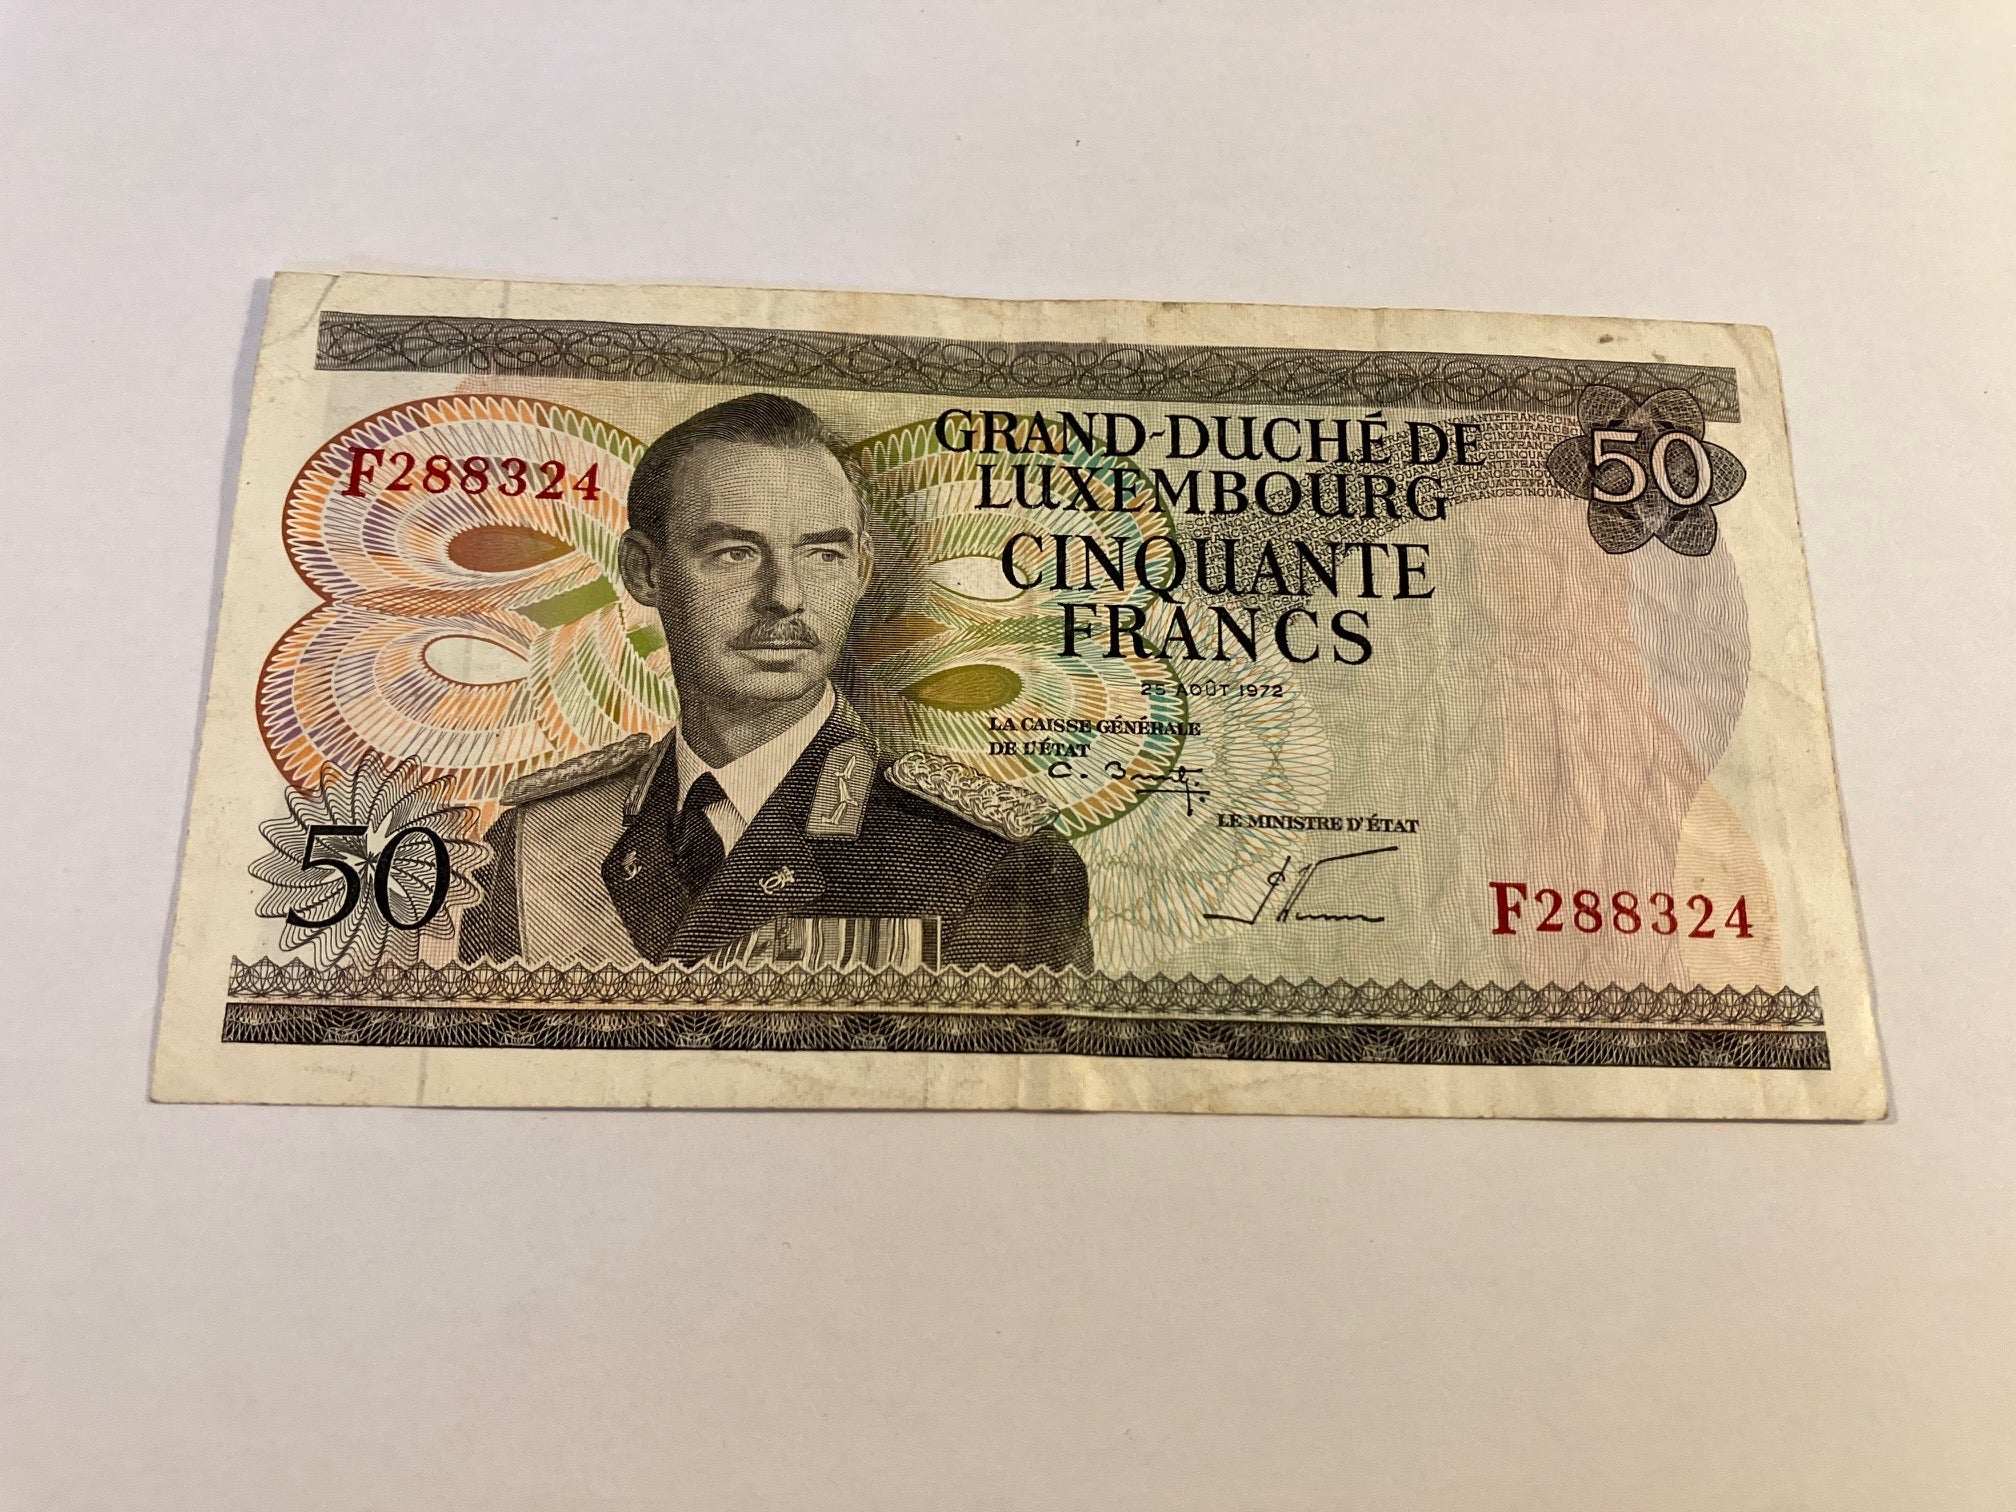 F288324
GRAND-DUCHÉ DE
LUXEMBOURG
50
CINQUANTE
FRANCS
25 AOÛT 1972
LA CAISSE GÉNÉRALE
DE L'ÉTAT
LE MINISTRE D'ÉTAT
50
F288324